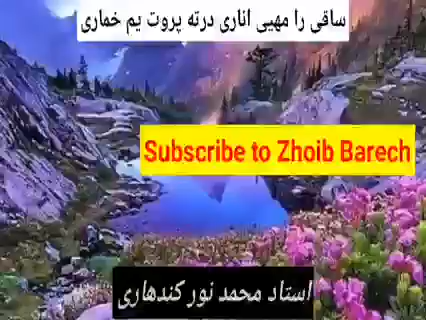 ساقی را مهیی اناری درته پروت یم خماری
Subscribe to Zhoib Barech
استاد محمد نور کندهاری